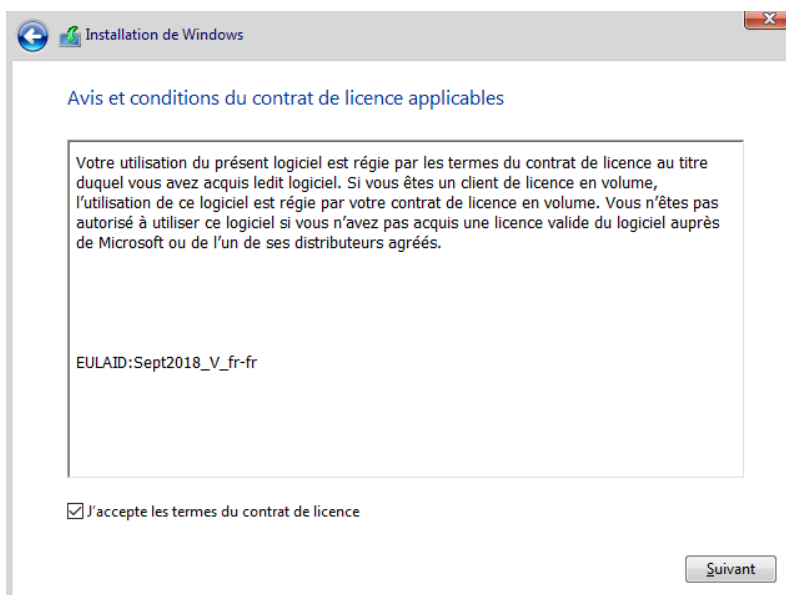 Installation de Windows
Avis et conditions du contrat de licence applicables
Votre utilisation du présent logiciel est régie par les termes du contrat de licence au titre
duquel vous avez acquis ledit logiciel. Si vous êtes un client de licence en volume,
l’utilisation de ce logiciel est régie par votre contrat de licence en volume. Vous n’êtes pas
autorisé à utiliser ce logiciel si vous n’avez pas acquis une licence valide du logiciel auprès
de Microsoft ou de l’un de ses distributeurs agréés.
EULAID:Sept2018_V_fr-fr
J’accepte les termes du contrat de licence
Suivant